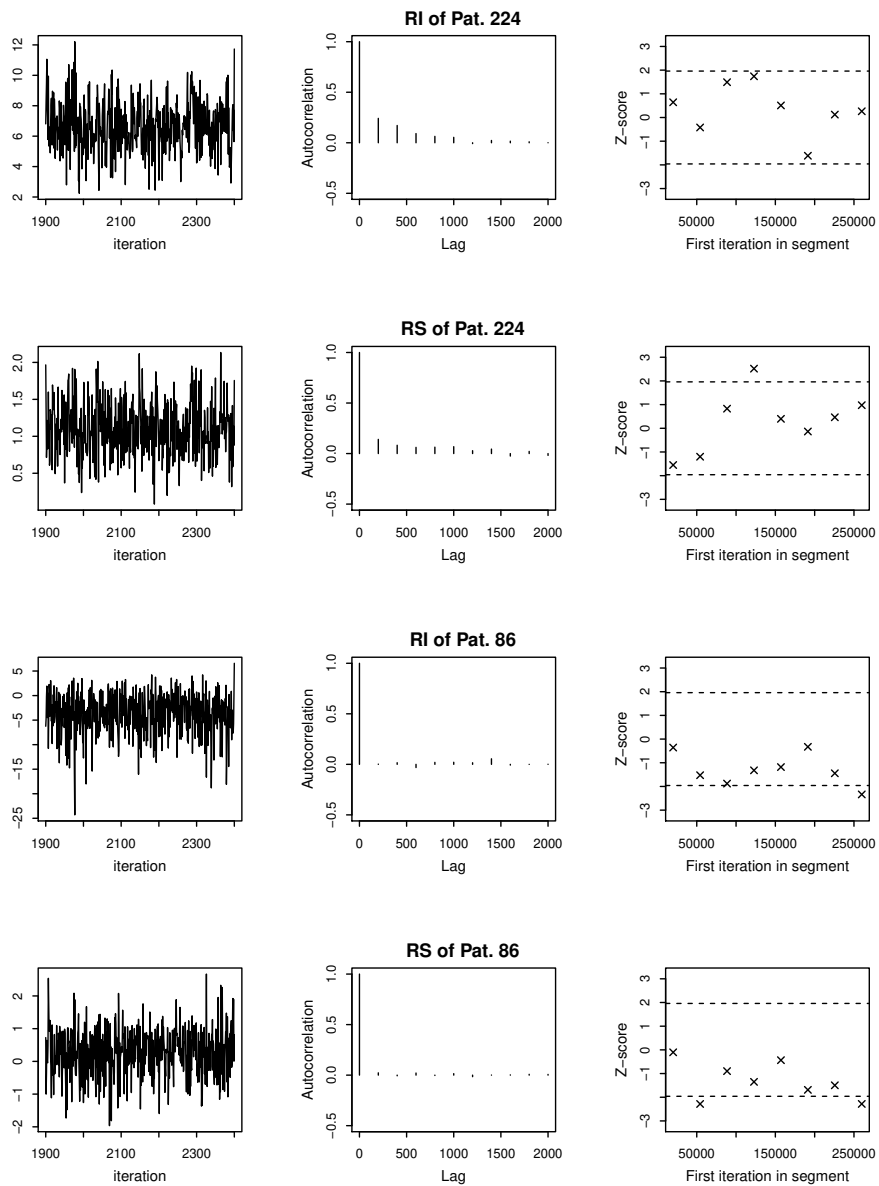 RI of Pat. 224
12
10
8
6
4
2
1900 2100 2300
iteration
Autocorrelation
1.0
0.5
0.0
−0.5
0 500 1000 1500 2000
Lag
Z−score
3
2
1
0
−1
−3
50000 150000 250000
First iteration in segment
RS of Pat. 224
2.0
1.5
1.0
0.5
1900 2100 2300
iteration
Autocorrelation
1.0
0.5
0.0
−0.5
0 500 1000 1500 2000
Lag
Z−score
3
2
1
0
−1
−3
50000 150000 250000
First iteration in segment
RI of Pat. 86
5
0
−5
−15
−25
1900 2100 2300
iteration
Autocorrelation
1.0
0.5
0.0
−0.5
0 500 1000 1500 2000
Lag
Z−score
3
2
1
0
−1
−3
50000 150000 250000
First iteration in segment
RS of Pat. 86
2
1
0
−1
−2
1900 2100 2300
iteration
Autocorrelation
1.0
0.5
0.0
−0.5
0 500 1000 1500 2000
Lag
Z−score
3
2
1
0
−1
−3
50000 150000 250000
First iteration in segment